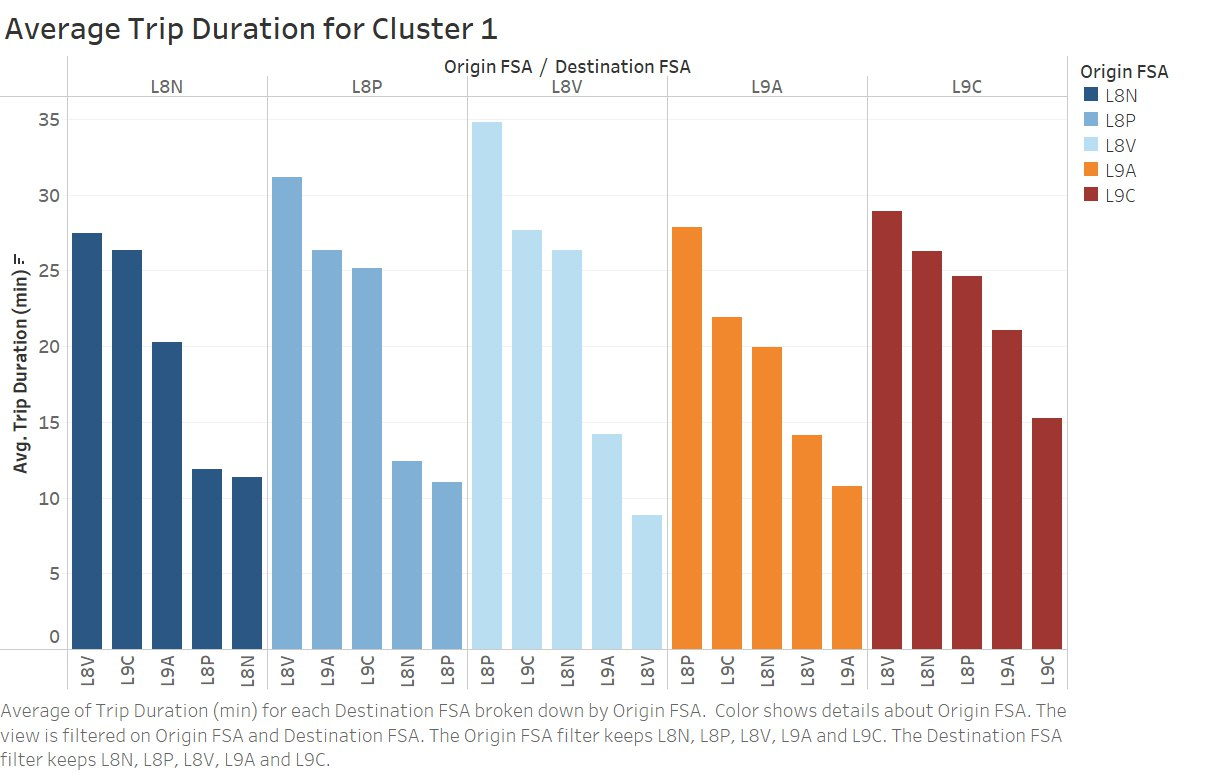 Average Trip Duration for Cluster 1
Origin FSA / Destination FSA
L8N L8P L8V L9A L9C
Origin FSA
L8N
L8P
L8V
L9A
L9C
Avg. Trip Duration (min)
35
30
25
20
15
10
5
0
L8V L9C L9A L8P L8N L8V L9A L9C L8N L8P L8P L9C L8N L9A L8V L8P L9C L8N L8V L9A L8V L8N L8P L9A L9C
Average of Trip Duration (min) for each Destination FSA broken down by Origin FSA.  Color shows details about Origin FSA. The
view is filtered on Origin FSA and Destination FSA. The Origin FSA filter keeps L8N, L8P, L8V, L9A and L9C. The Destination FSA
filter keeps L8N, L8P, L8V, L9A and L9C.